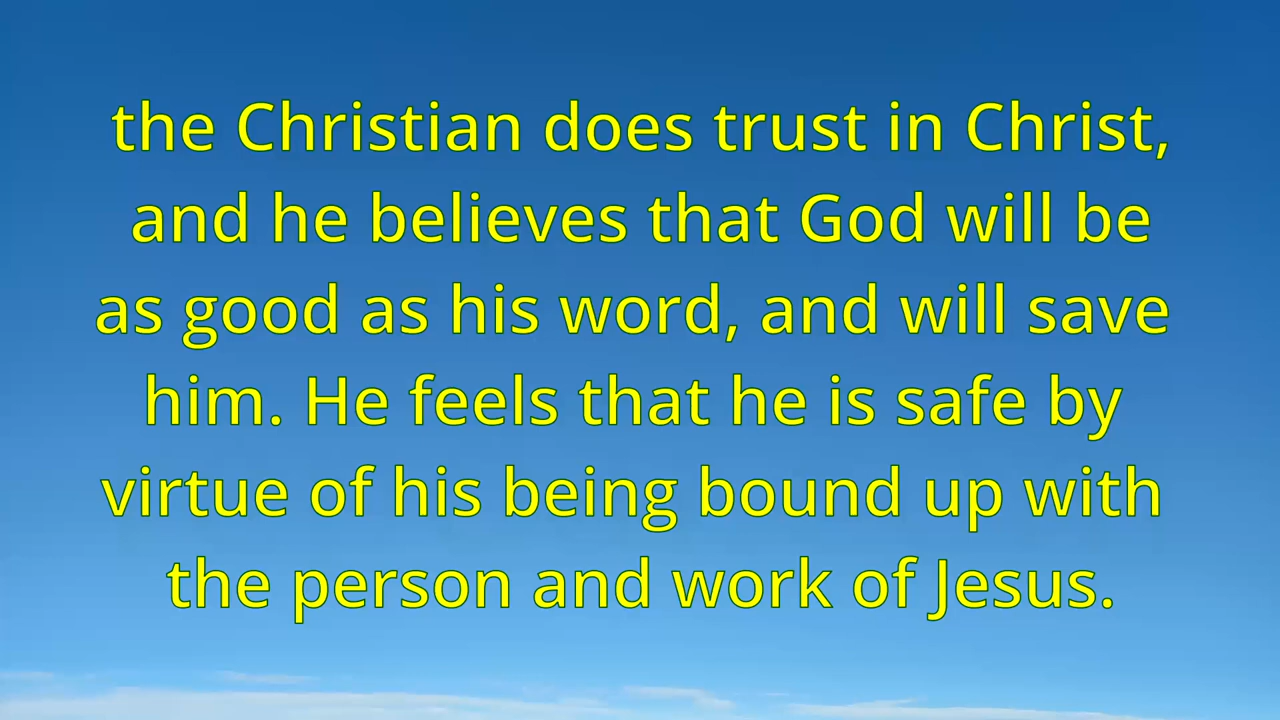 the Christian does trust in Christ,
and he believes that God will be
as good as his word, and will save
him. He feels that he is safe by
virtue of his being bound up with
the person and work of Jesus.